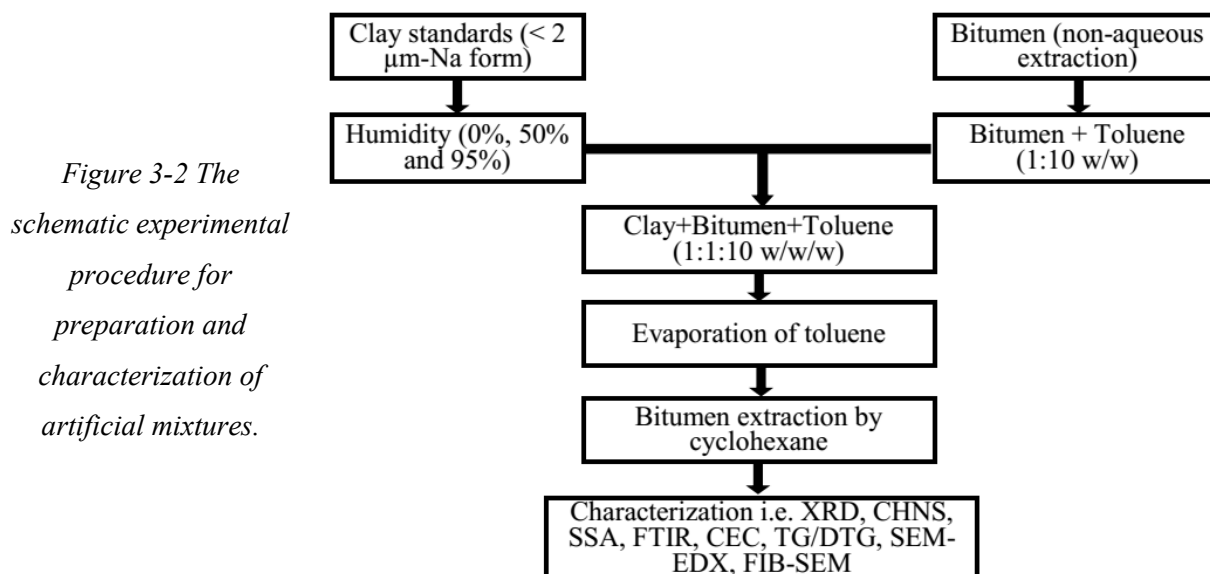 Clay standards (< 2
µm-Na form)
Bitumen (non-aqueous
extraction)
Humidity (0%, 50%
and 95%)
Bitumen + Toluene
(1:10 w/w)
Figure 3-2 The
schematic experimental
procedure for
preparation and
characterization of
artificial mixtures.
Clay+Bitumen+Toluene
(1:1:10 w/w/w)
Evaporation of toluene
Bitumen extraction by
cyclohexane
Characterization i.e. XRD, CHNS,
SSA, FTIR, CEC, TG/DTG, SEM-
EDX, FIB-SEM